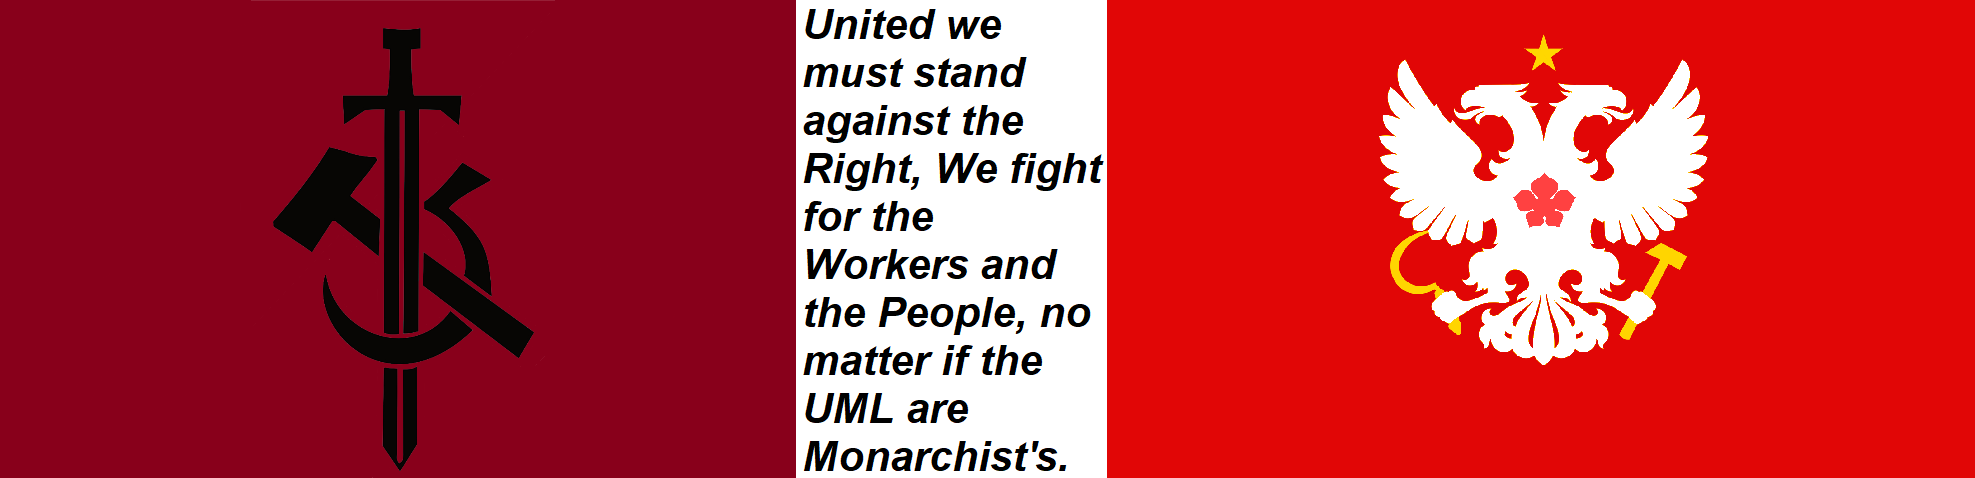 United we
must stand
against the
Right, We fight
for the
Workers and
the People, no
matter if the
UML are
Monarchist's.